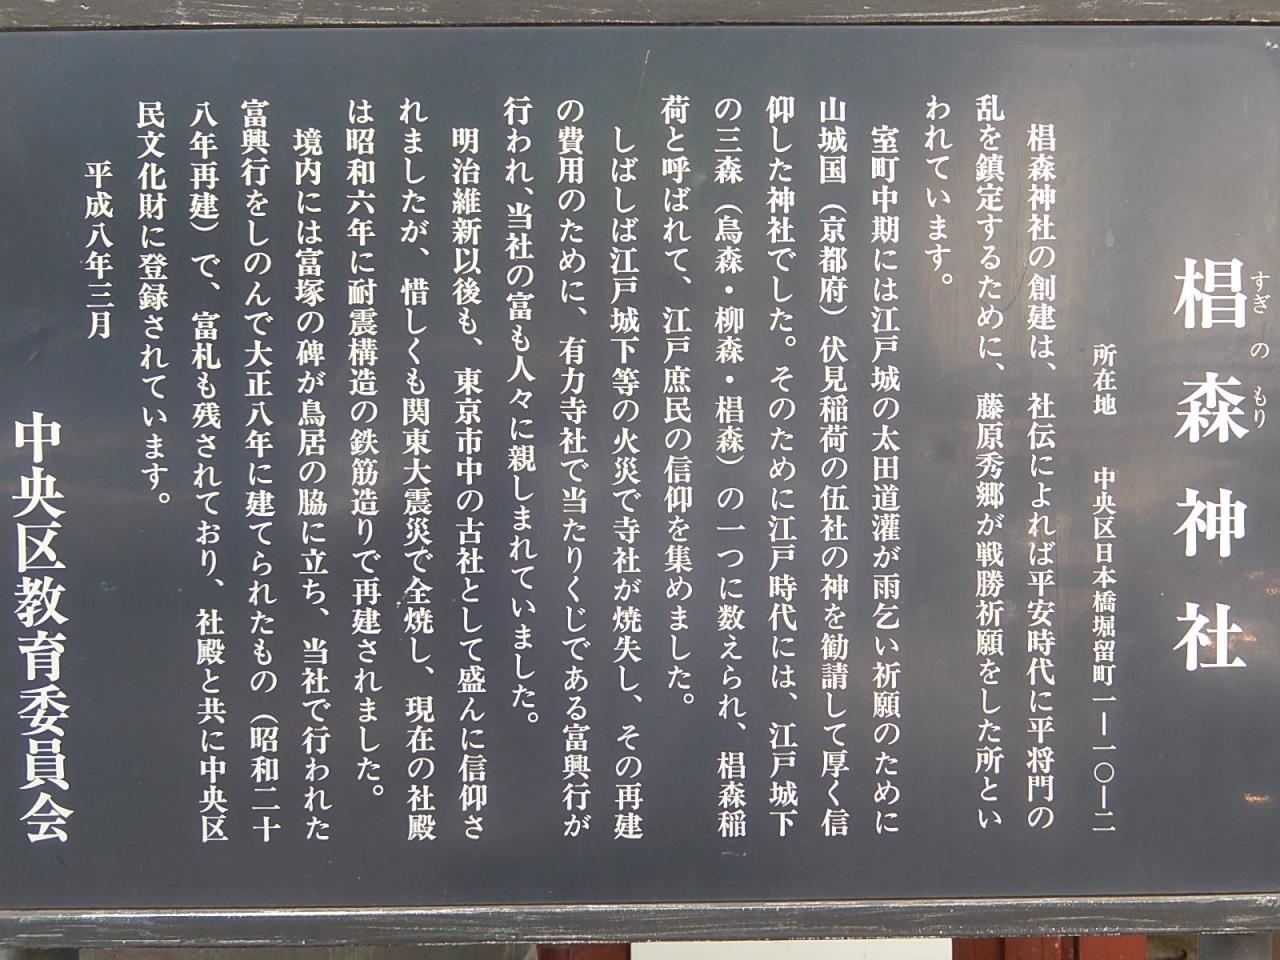 椙森神社
すぎのもり
所在地　中央区日本橋堀留町一―一〇―二
椙森神社の創建は、社伝によれば平安時代に平将門の
乱を鎮定するために、藤原秀郷が戦勝祈願をした所とい
われています。
室町中期には江戸城の太田道灌が雨乞い祈願のために
山城国（京都府）伏見稲荷の伍社の神を勧請して厚く信
仰した神社でした。そのために江戸時代には、江戸城下
の三森（烏森・柳森・椙森）の一つに数えられ、椙森稲
荷と呼ばれて、江戸庶民の信仰を集めました。
しばしば江戸城下等の火災で寺社が焼失し、その再建
の費用のために、有力寺社で当たりくじである富興行が
行われ、当社の富も人々に親しまれていました。
明治維新以後も、東京市中の古社として盛んに信仰さ
れましたが、惜しくも関東大震災で全焼し、現在の社殿
は昭和六年に耐震構造の鉄筋造りで再建されました。
境内には富塚の碑が鳥居の脇に立ち、当社で行われた
富興行をしのんで大正八年に建てられたもの（昭和二十
八年再建）で、富札も残されており、社殿と共に中央区
民文化財に登録されています。
平成八年三月
中央区教育委員会